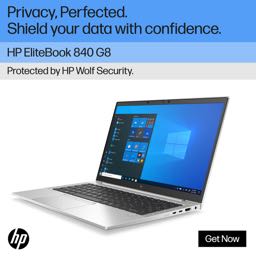 Privacy, Perfected.
Shield your data with confidence.
HP EliteBook 840 G8
Protected by HP Wolf Security.
hp
Get Now